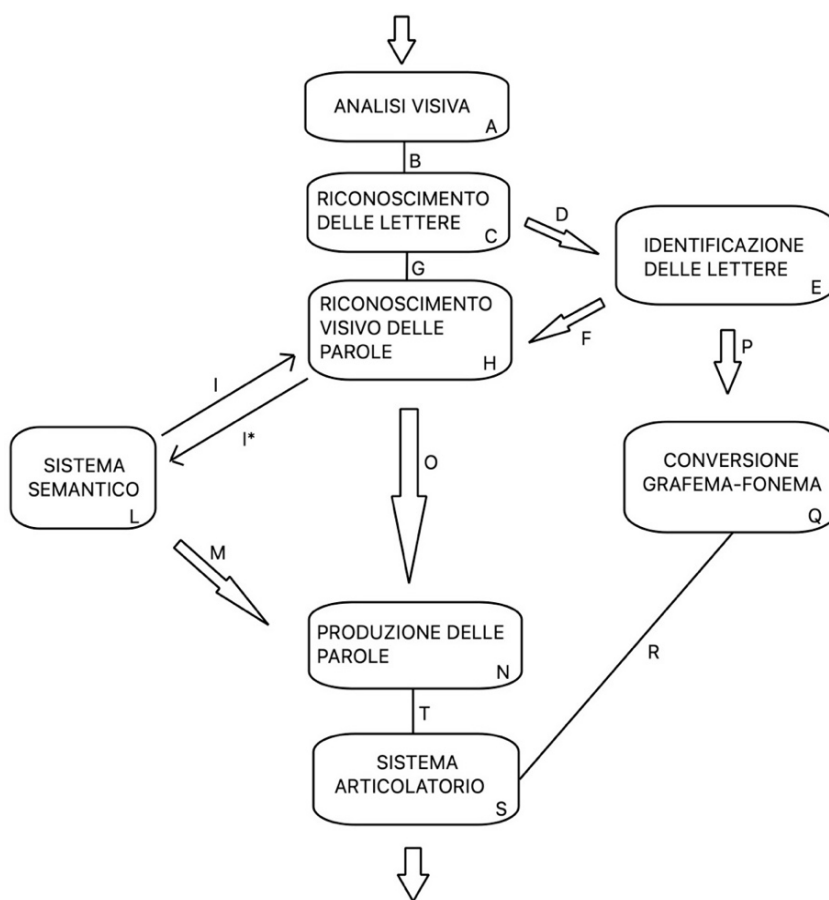 ANALISI VISIVA
A
B
RICONOSCIMENTO
DELLE LETTERE
C
D
IDENTIFICAZIONE
DELLE LETTERE
E
G
F
RICONOSCIMENTO
VISIVO DELLE
PAROLE
H
P
I
I*
SISTEMA
SEMANTICO
L
O
CONVERSIONE
GRAFEMA-FONEMA
Q
M
PRODUZIONE DELLE
PAROLE
N
R
T
SISTEMA
ARTICOLATORIO
S